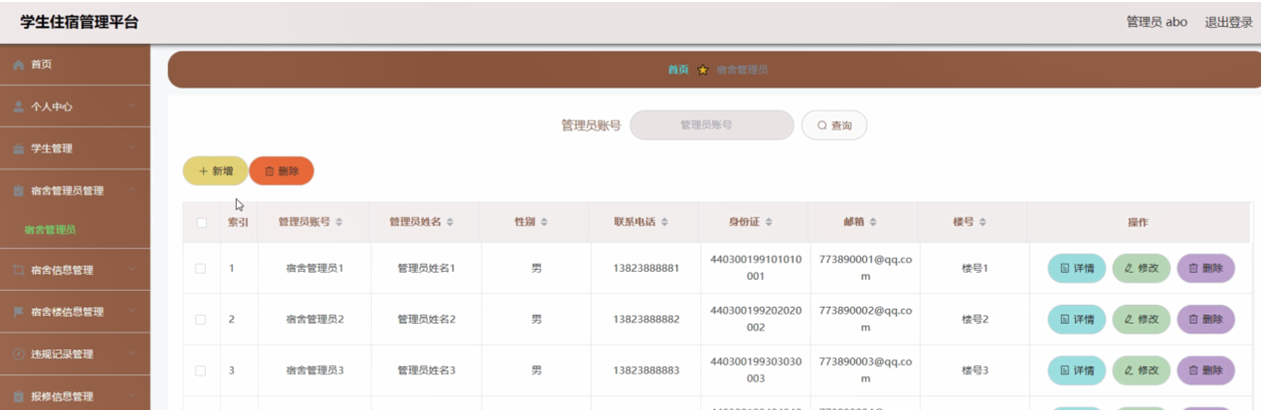 学生住宿管理平台
管理员 abo 退出登录
首页
个人中心
学生管理
宿舍管理员管理
宿舍管理员
宿舍信息管理
宿舍楼信息管理
违规记录管理
报修信息管理
首页 宿舍管理员
管理员账号 管理员账号 查询
新增 删除
索引 管理员账号 管理员姓名 性别 联系电话 身份证 邮箱 楼号 操作
1 宿舍管理员1 管理员姓名1 男 13823888881 440300199101010001 773890001@qq.com 楼号1 详情 修改 删除
2 宿舍管理员2 管理员姓名2 男 13823888882 440300199202020002 773890002@qq.com 楼号2 详情 修改 删除
3 宿舍管理员3 管理员姓名3 男 13823888883 440300199303030003 773890003@qq.com 楼号3 详情 修改 删除